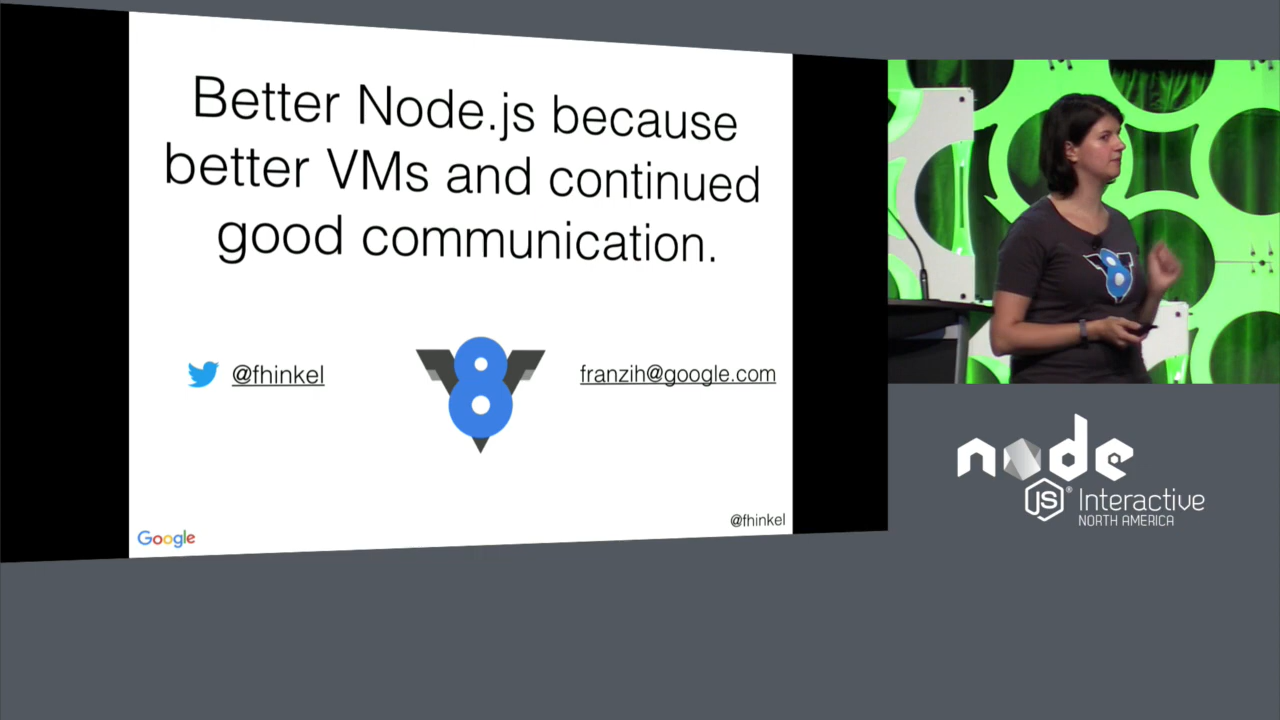 Better Node.js because
better VMs and continued
good communication.
@fhinkel
V8
franzih@google.com
@fhinkel
Google
node
JS® Interactive
NORTH AMERICA